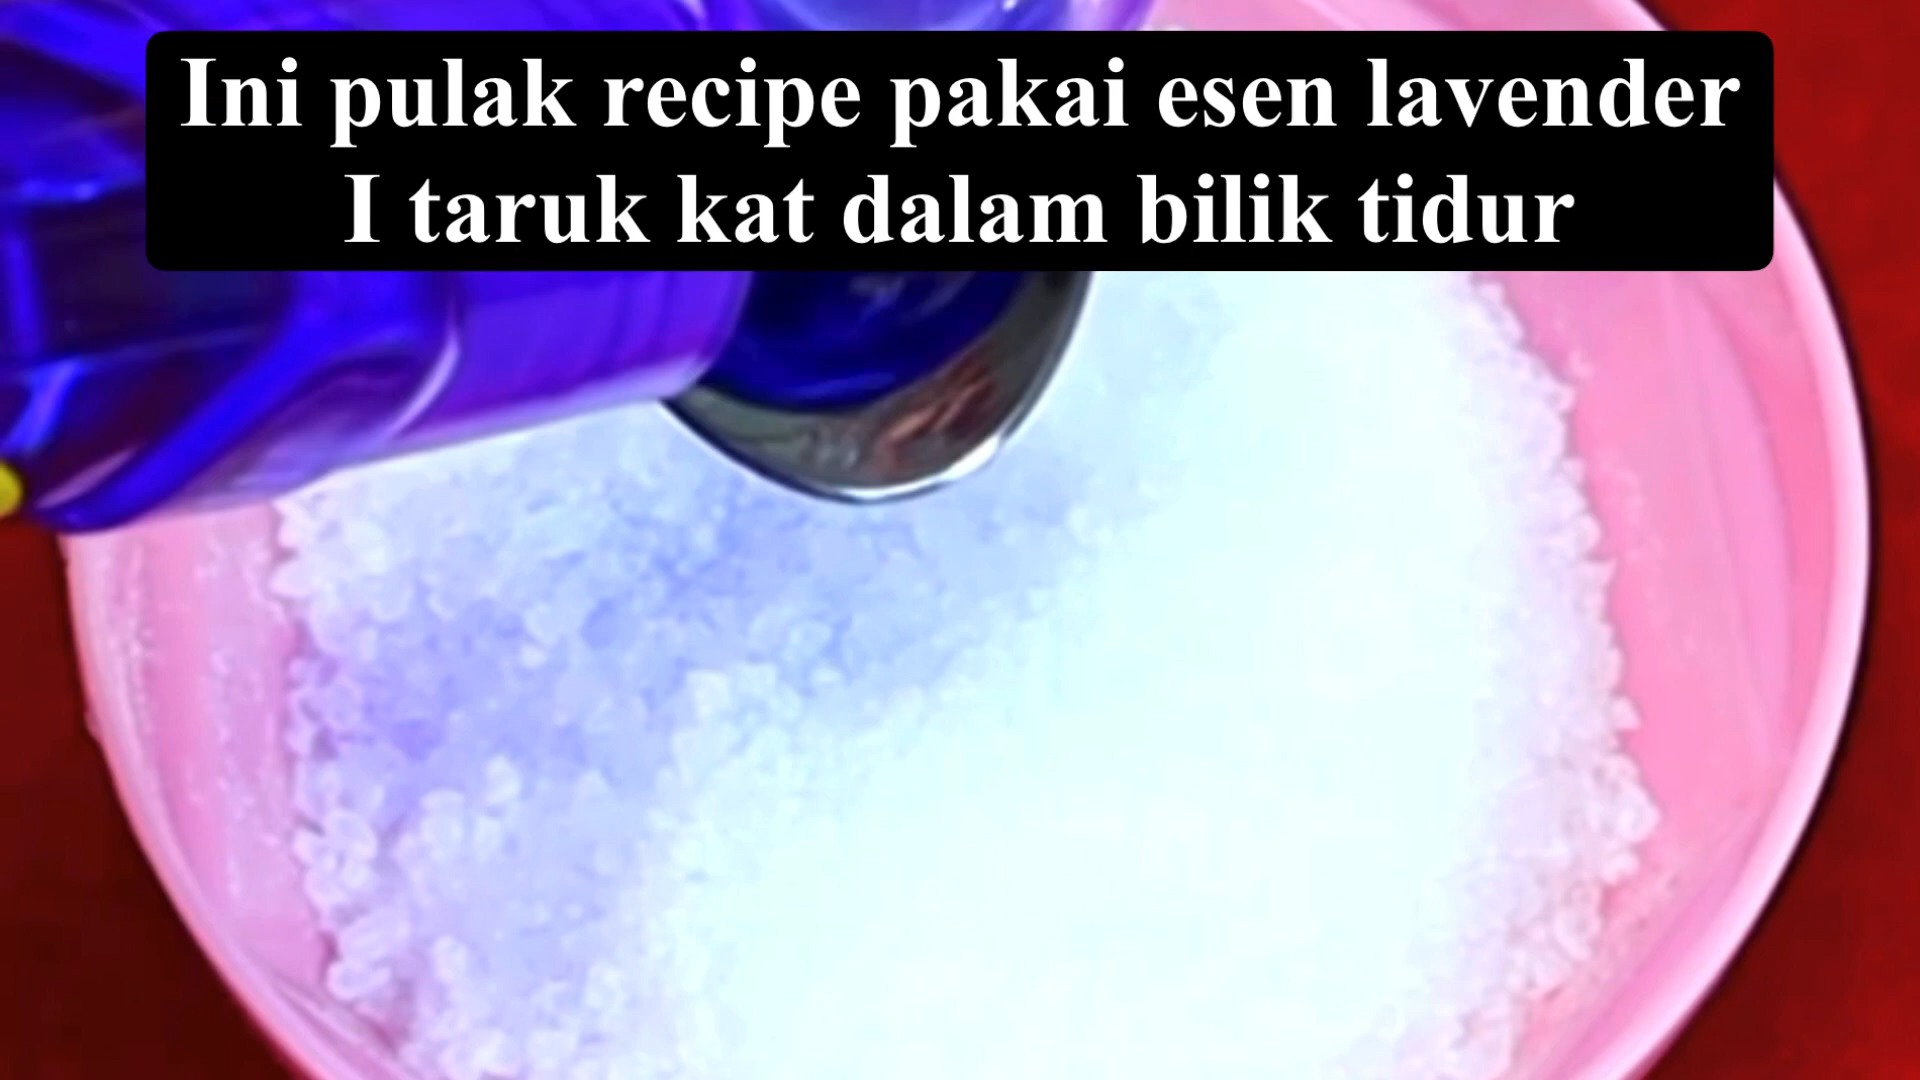 Ini pulak recipe pakai esen lavender
I taruk kat dalam bilik tidur